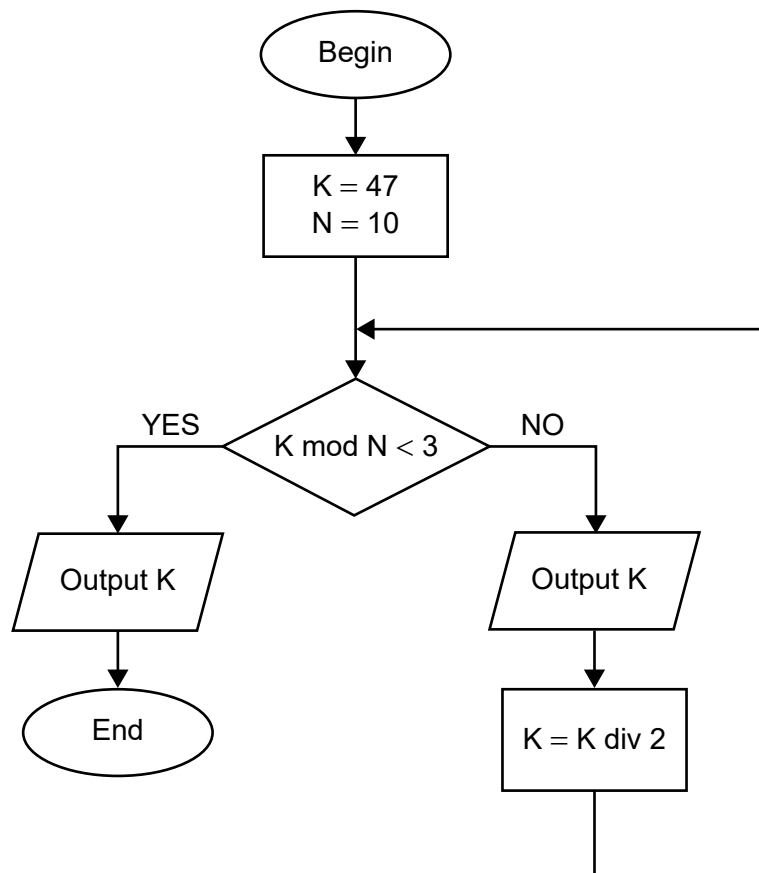 Begin
K = 47
N = 10
YES
K mod N < 3
NO
Output K
Output K
End
K = K div 2